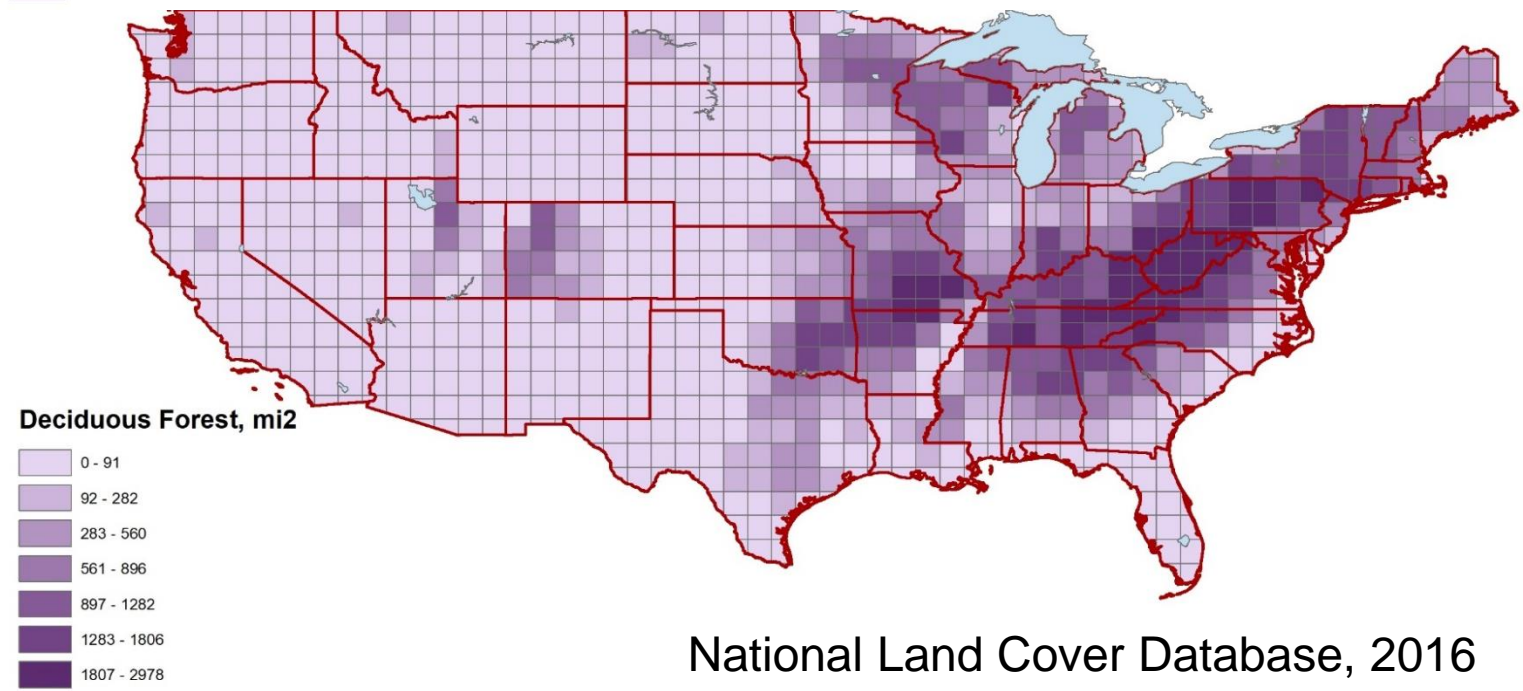 Deciduous Forest, mi2
0 - 91
92 - 282
283 - 560
561 - 896
897 - 1282
1283 - 1806
1807 - 2978
National Land Cover Database, 2016